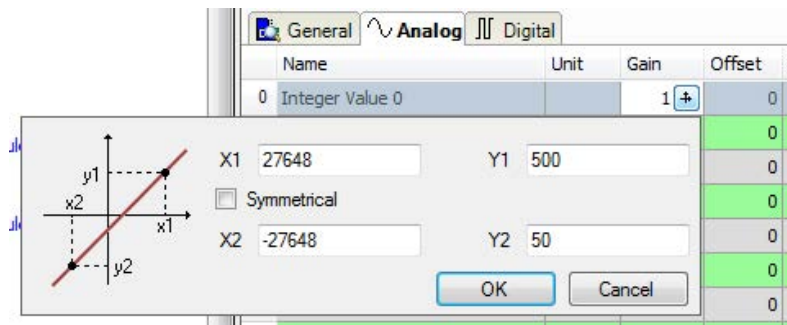 General Analog Digital
Name Unit Gain Offset
0 Integer Value 0 1 0
0
y1 X1 27648 Y1 500 0
x2 Symmetrical 0
x1
X2 -27648 Y2 50 0
y2 0
OK Cancel 0